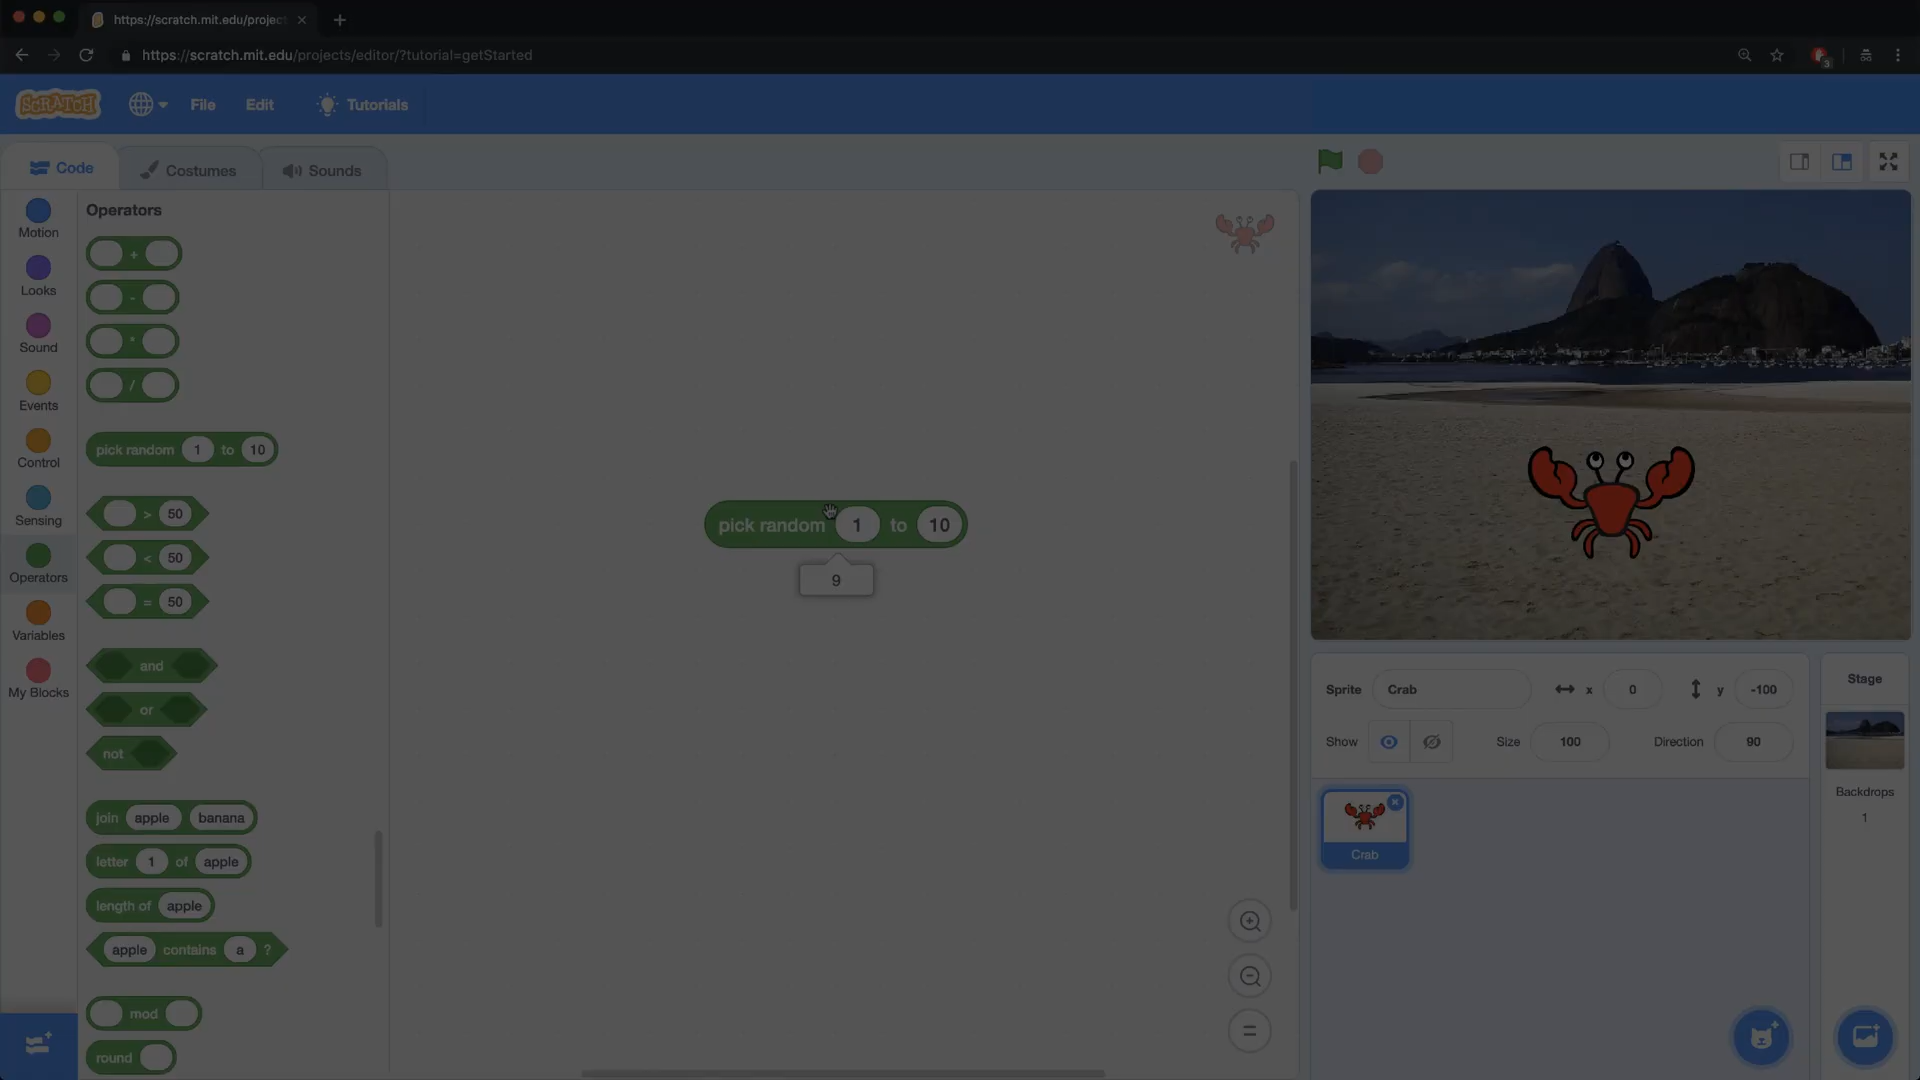 https://scratch.mit.edu/project
https://scratch.mit.edu/projects/editor/?tutorial=getStarted
3
SCRATCH
File
Edit
Tutorials
Code
Costumes
Sounds
Motion
Looks
Sound
Events
Control
Sensing
Operators
Variables
My Blocks
Operators
+
-
*
/
pick random 1 to 10
> 50
< 50
= 50
and
or
not
join apple banana
letter 1 of apple
length of apple
apple contains a ?
mod
round
pick random 1 to 10
9
Sprite Crab x 0 y -100
Show Size 100 Direction 90
Crab
Stage
Backdrops
1